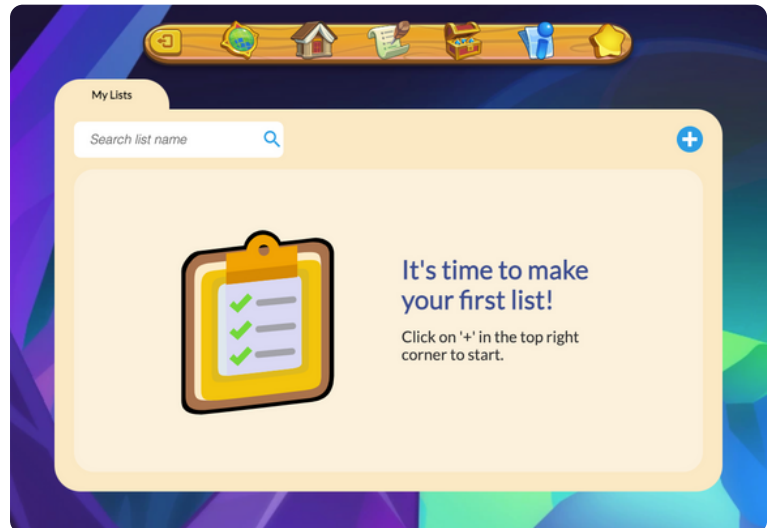 My Lists
Search list name
It's time to make
your first list!
Click on '+' in the top right
corner to start.